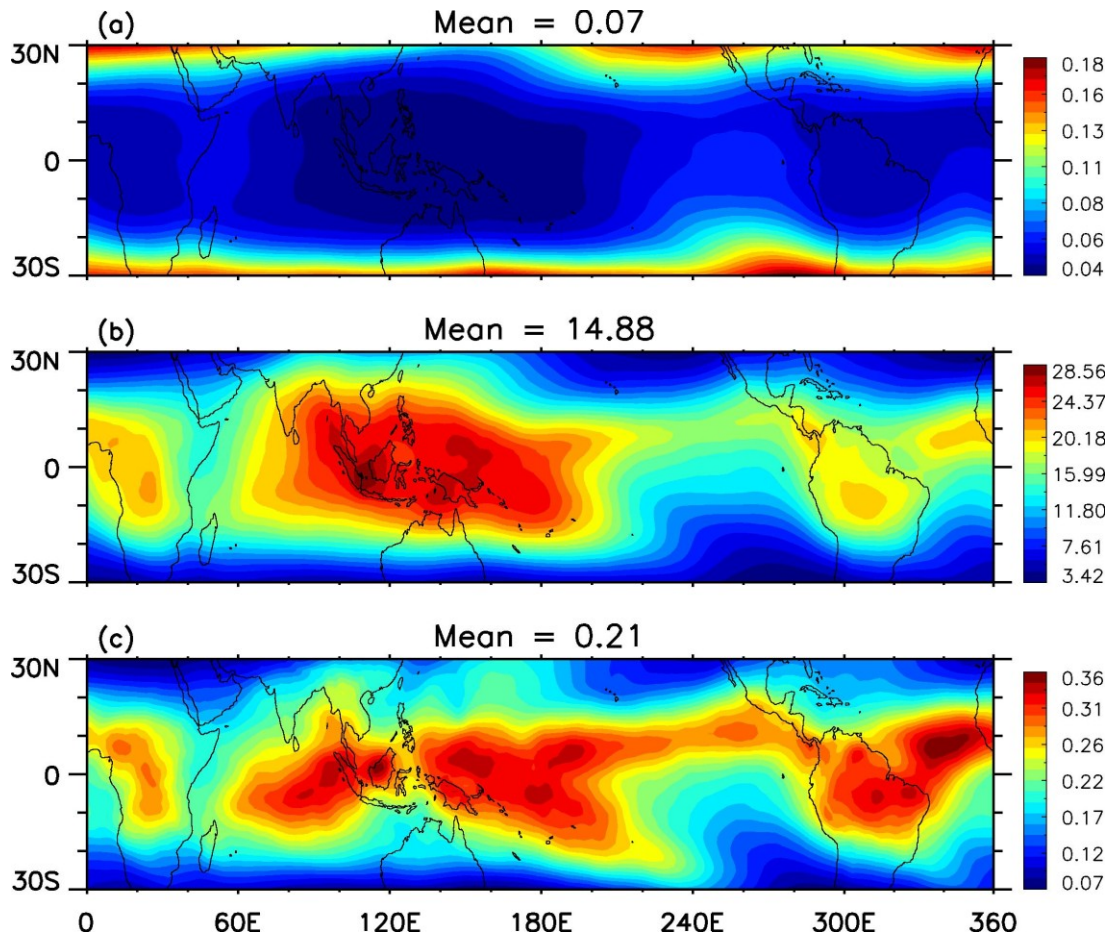 (a) Mean = 0.07
30N
0
30S
0.18
0.16
0.13
0.11
0.08
0.06
0.04
(b) Mean = 14.88
30N
0
30S
28.56
24.37
20.18
15.99
11.80
7.61
3.42
(c) Mean = 0.21
30N
0
30S
0.36
0.31
0.26
0.22
0.17
0.12
0.07
0 60E 120E 180E 240E 300E 360